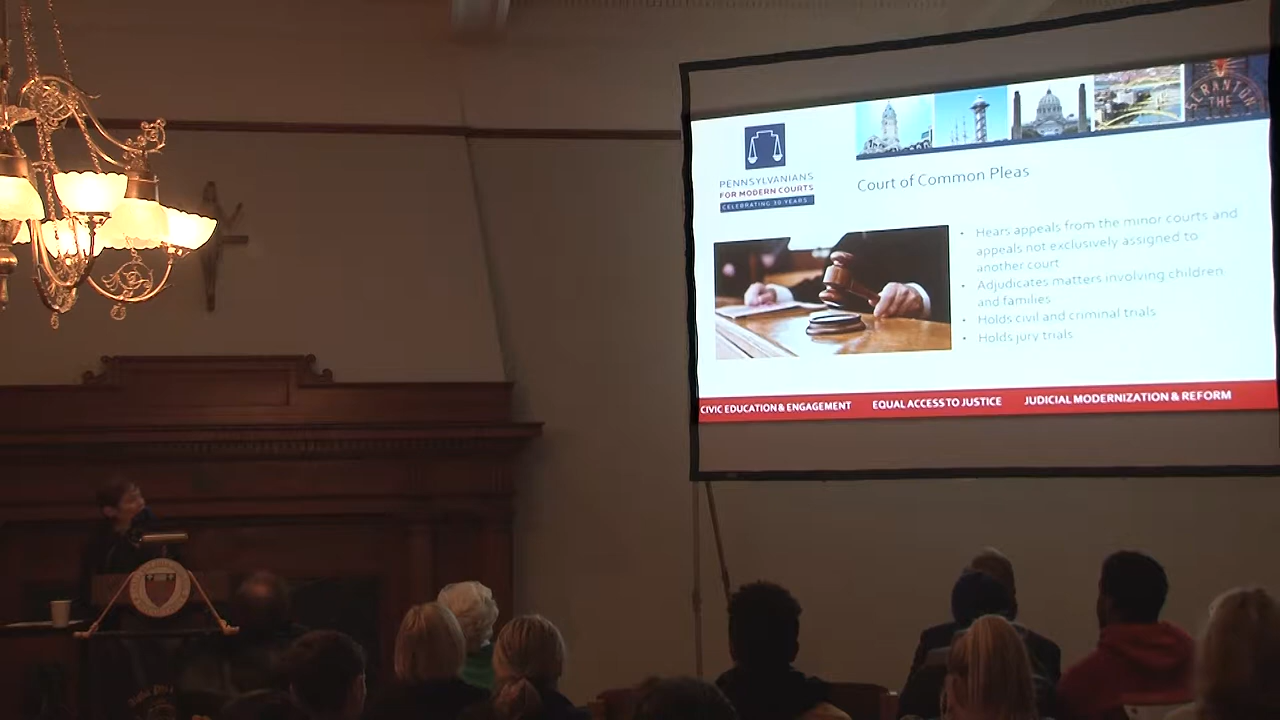 SCRANTON
THE
PENNSYLVANIANS
FOR MODERN COURTS
CELEBRATING 30 YEARS
Court of Common Pleas
• Hears appeals from the minor courts and
appeals not exclusively assigned to
another court
• Adjudicates matters involving children
and families
• Holds civil and criminal trials
• Holds jury trials
CIVIC EDUCATION & ENGAGEMENT EQUAL ACCESS TO JUSTICE JUDICIAL MODERNIZATION & REFORM